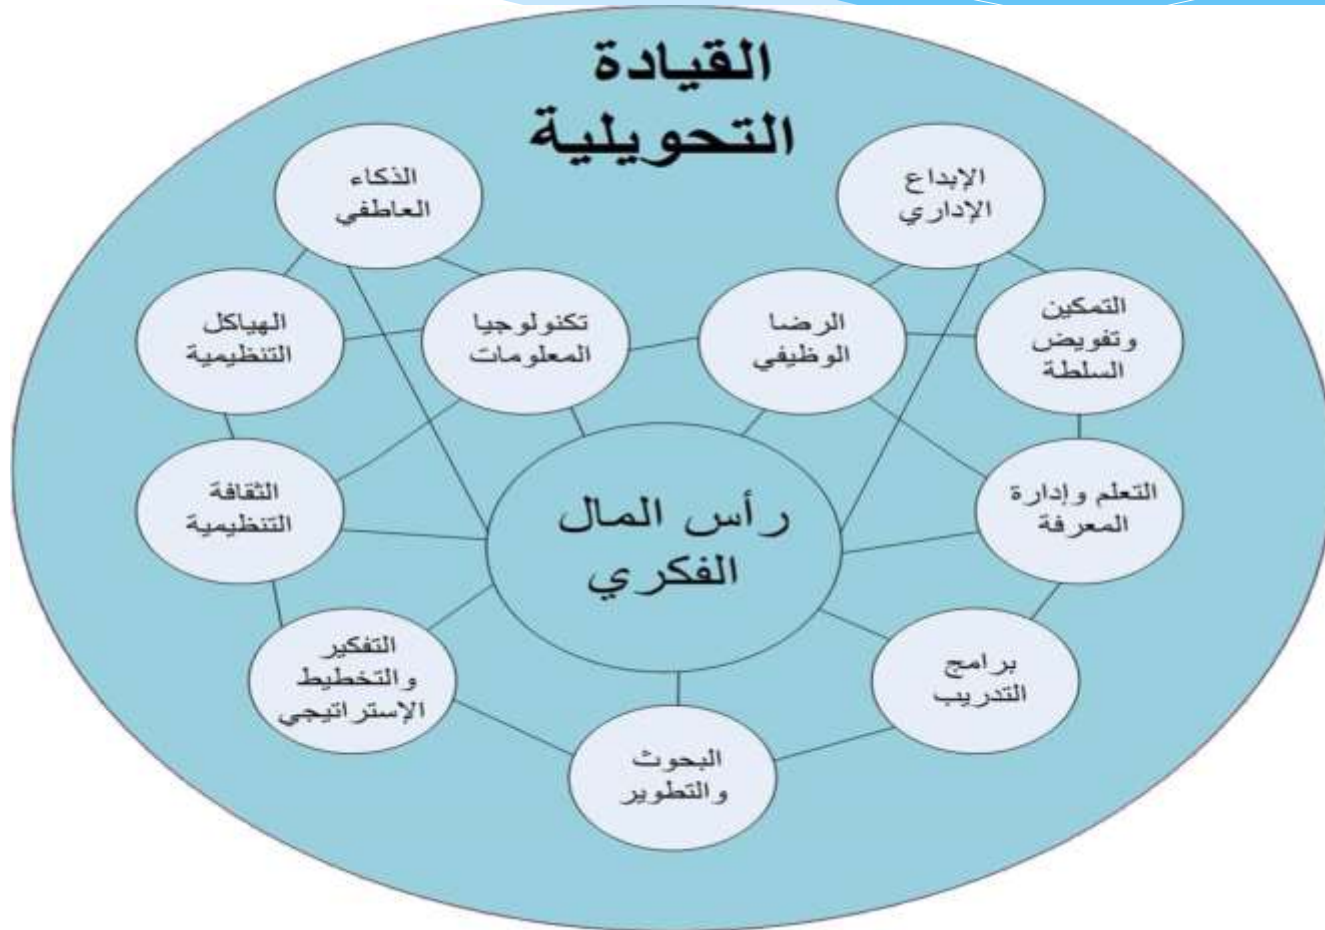 القيادة
التحويلية
الإبداع
الإداري
الذكاء
العاطفي
التمكين
وتفويض
السلطة
الرضا
الوظيفي
تكنولوجيا
المعلومات
الهياكل
التنظيمية
التعلم وإدارة
المعرفة
رأس المال
الفكري
الثقافة
التنظيمية
برامج
التدريب
التفكير
والتخطيط
الإستراتيجي
البحوث
والتطوير